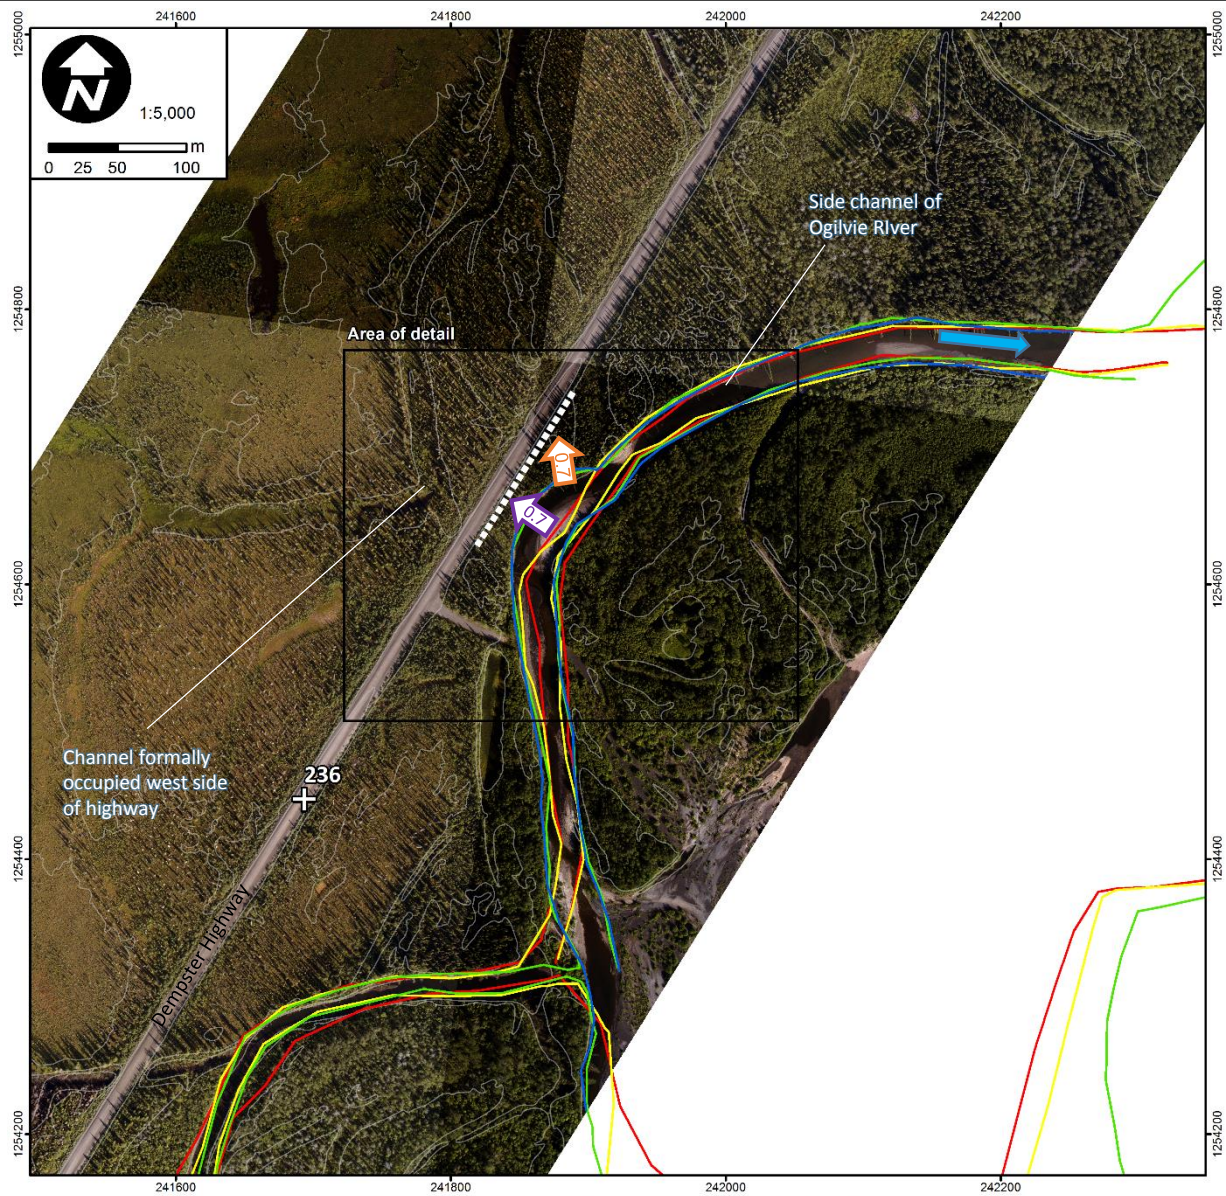 241600
241800
242000
242200
1255000
1255000
N
1:5,000
m
0 25 50 100
Side channel of
Ogilvie RIver
1254800
1254800
Area of detail
0.7
0.7
1254600
1254600
Channel formally
occupied west side
of highway
236
1254400
1254400
Dempster Highway
1254200
1254200
241600
241800
242000
242200